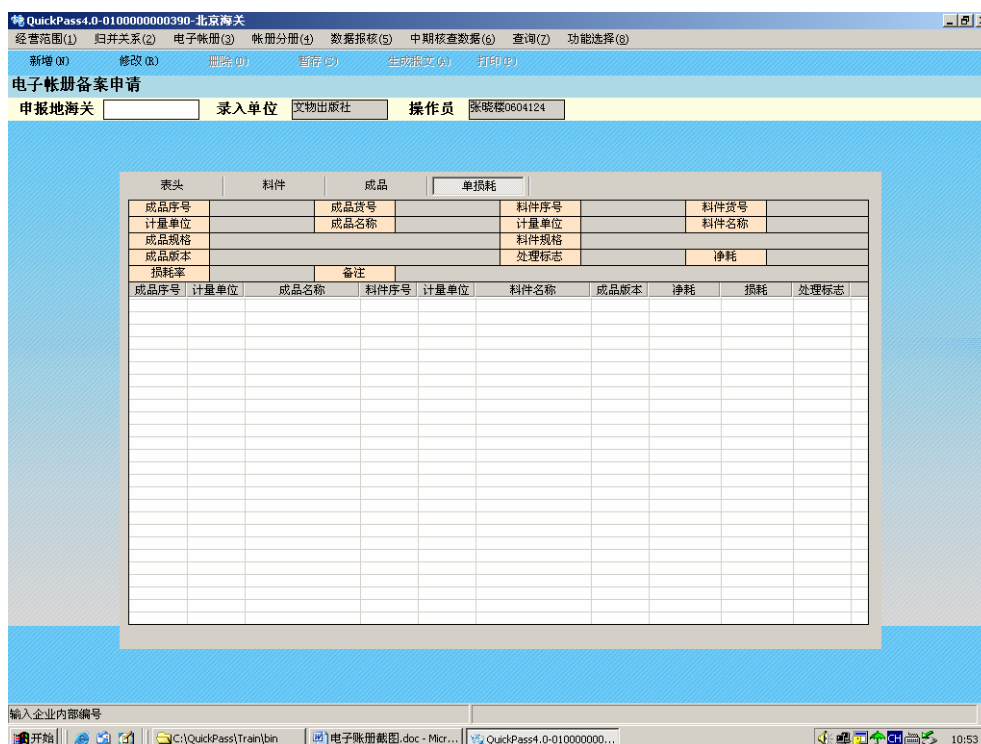 QuickPass4.0-0100000000390-北京海关
经营范围(1) 归并关系(2) 电子帐册(3) 帐册分册(4) 数据报核(5) 中期核查数据(6) 查询(7) 功能选择(8)
新增(N) 修改(R) 删除(D) 暂存(C) 生成报文(A) 打印(P)
电子帐册备案申请
申报地海关 录入单位 文物出版社 操作员 张晓楼0604124
表头 料件 成品 单损耗
成品序号 成品货号 料件序号 料件货号
计量单位 成品名称 计量单位 料件名称
成品规格 料件规格
成品版本 处理标志 净耗
损耗率 备注
成品序号 计量单位 成品名称 料件序号 计量单位 料件名称 成品版本 净耗 损耗 处理标志
输入企业内部编号
开始 C:\QuickPass\Train\bin 电子账册截图.doc - Micr... QuickPass4.0-010000000... CH 10:53